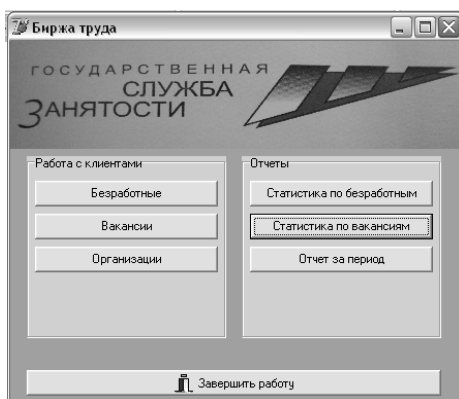 Биржа труда
ГОСУДАРСТВЕННАЯ
СЛУЖБА
ЗАНЯТОСТИ
Работа с клиентами
Безработные
Вакансии
Организации
Отчеты
Статистика по безработным
Статистика по вакансиям
Отчет за период
Завершить работу